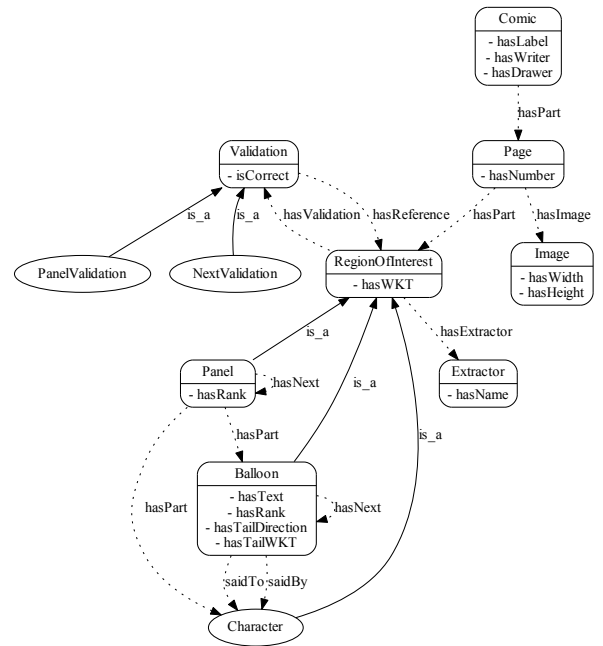 Comic
- hasLabel
- hasWriter
- hasDrawer
hasPart
Validation
- isCorrect
Page
- hasNumber
is_a
is_a
hasValidation
hasReference
hasPart
hasImage
PanelValidation
NextValidation
RegionOfInterest
- hasWKT
Image
- hasWidth
- hasHeight
is_a
hasExtractor
Panel
- hasRank
hasNext
is_a
Extractor
- hasName
hasPart
is_a
Balloon
- hasText
- hasRank
- hasTailDirection
- hasTailWKT
hasNext
hasPart
saidTo
saidBy
Character